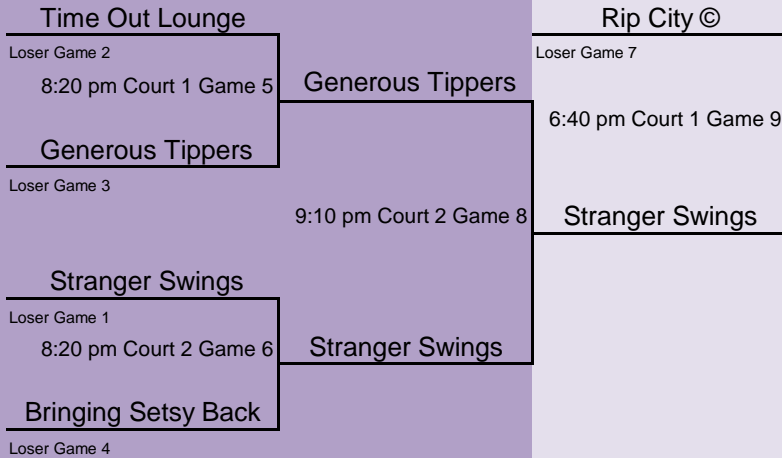 Time Out Lounge
Loser Game 2
8:20 pm Court 1 Game 5
Generous Tippers
Loser Game 3
Generous Tippers
9:10 pm Court 2 Game 8
Stranger Swings
Loser Game 1
8:20 pm Court 2 Game 6
Bringing Setsy Back
Loser Game 4
Stranger Swings
Rip City ©
Loser Game 7
6:40 pm Court 1 Game 9
Stranger Swings